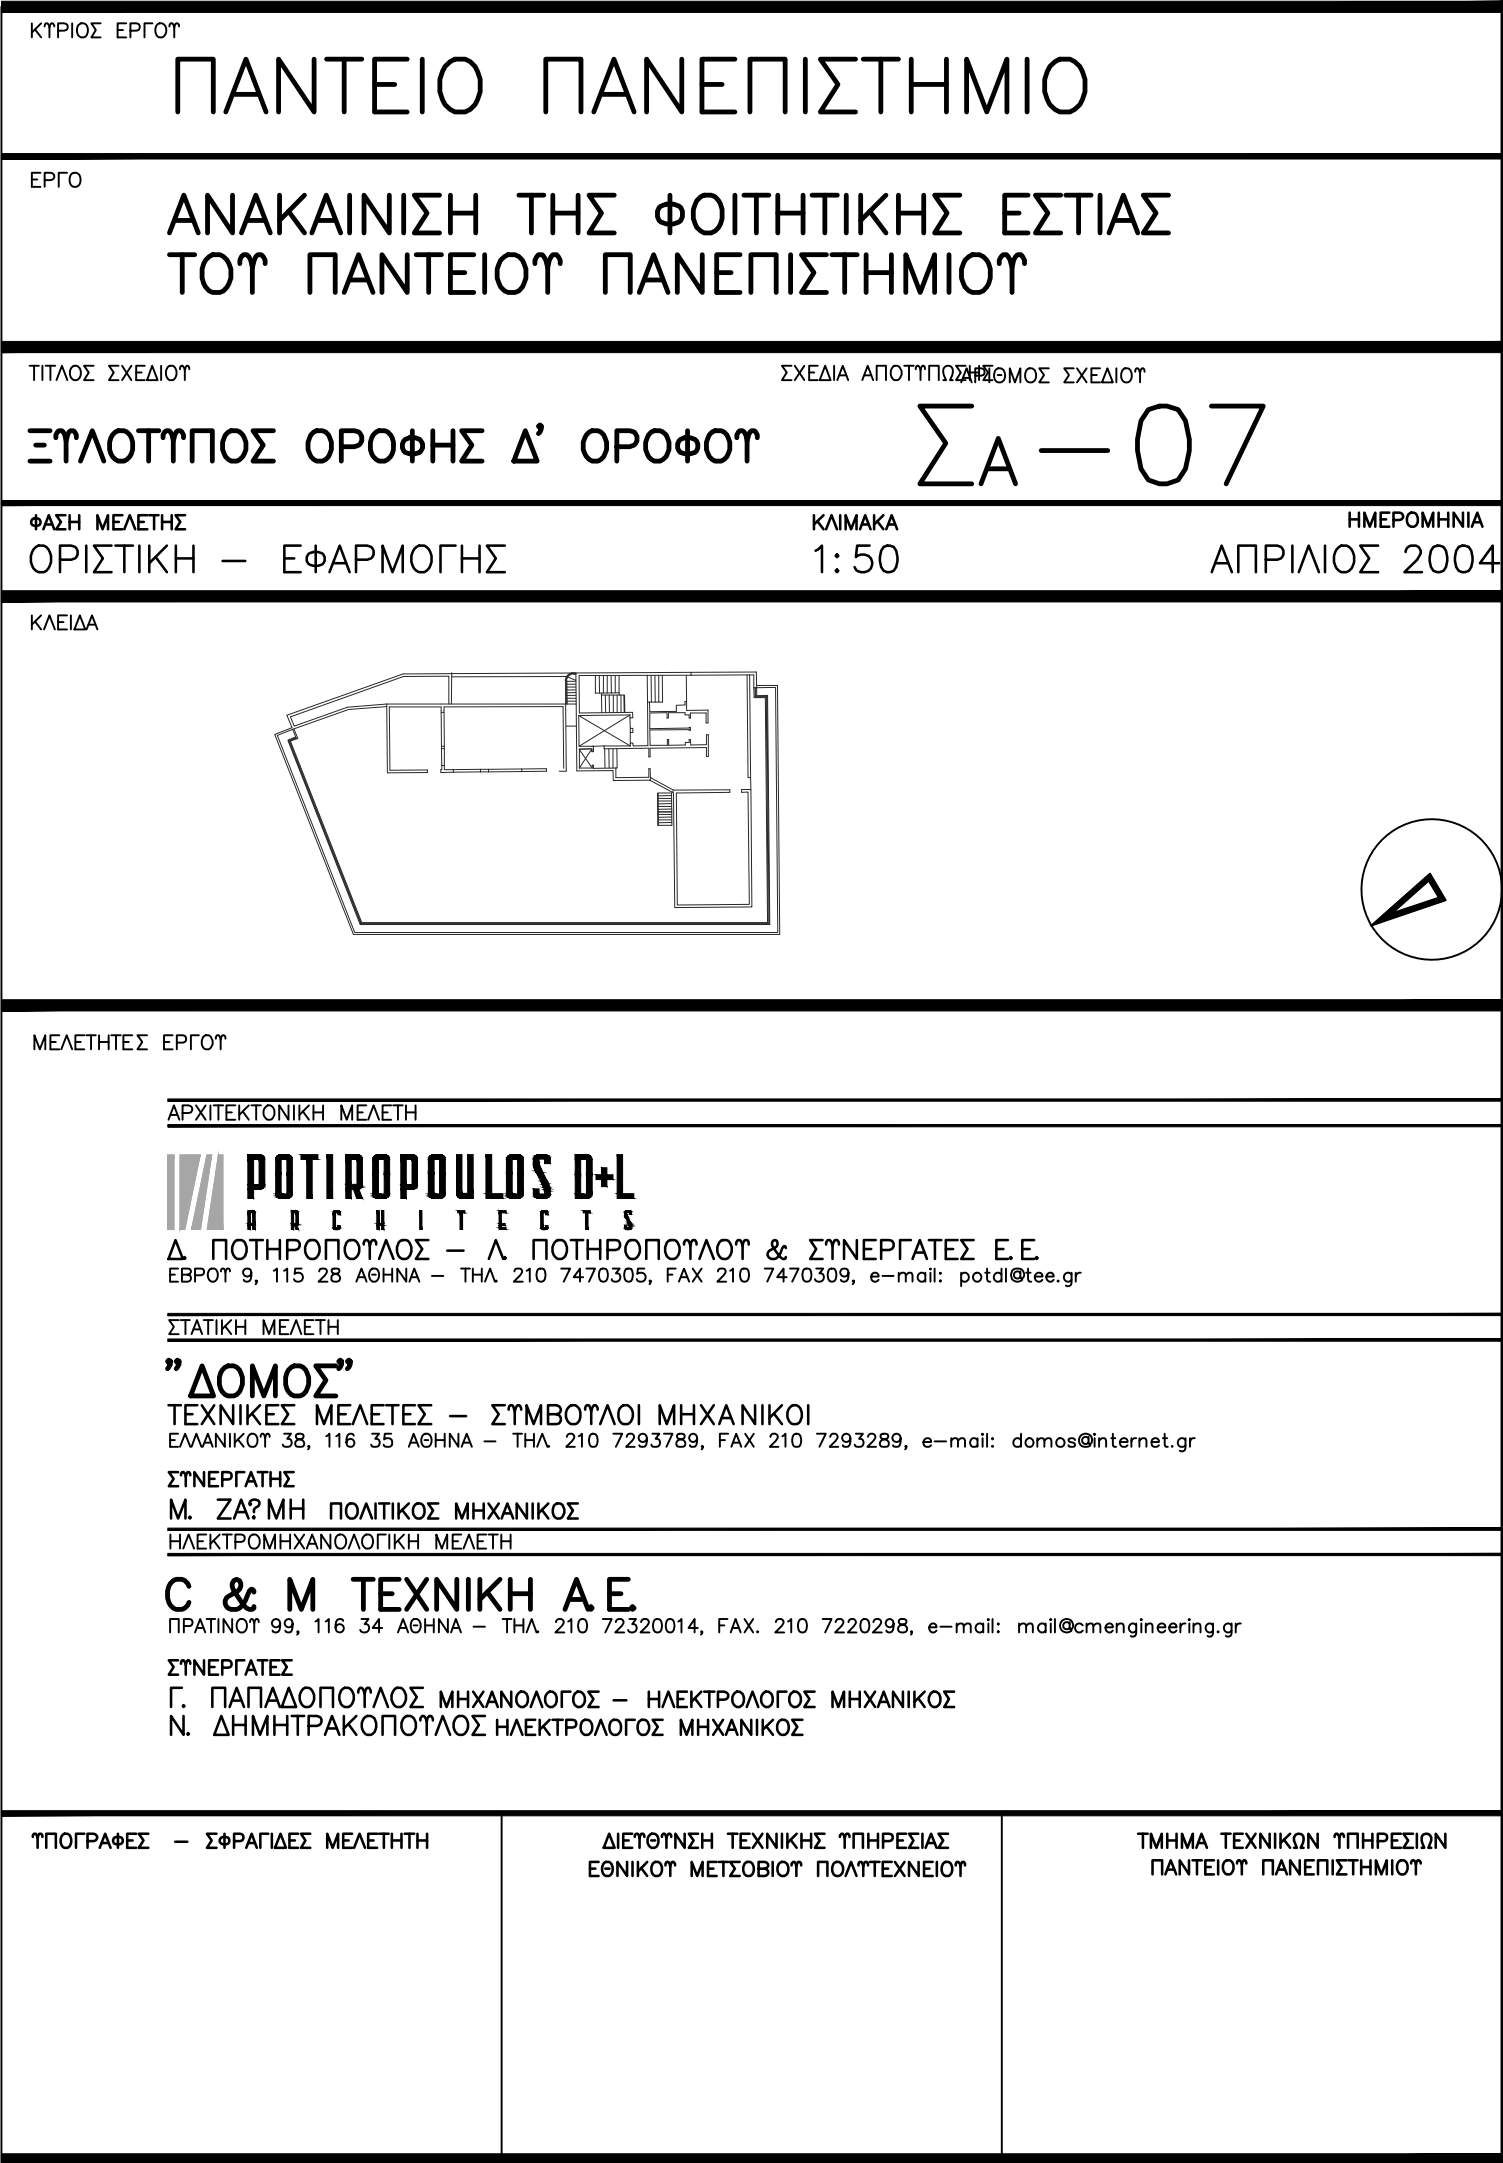 ΚΥΡΙΟΣ ΕΡΓΟΥ
ΠΑΝΤΕΙΟ ΠΑΝΕΠΙΣΤΗΜΙΟ
ΕΡΓΟ
ΑΝΑΚΑΙΝΙΣΗ ΤΗΣ ΦΟΙΤΗΤΙΚΗΣ ΕΣΤΙΑΣ
ΤΟΥ ΠΑΝΤΕΙΟΥ ΠΑΝΕΠΙΣΤΗΜΙΟΥ
ΤΙΤΛΟΣ ΣΧΕΔΙΟΥ
ΣΧΕΔΙΑ ΑΠΟΤΥΠΩΣΗΣ
ΑΡΙΘΜΟΣ ΣΧΕΔΙΟΥ
ΞΥΛΟΤΥΠΟΣ ΟΡΟΦΗΣ Δ' ΟΡΟΦΟΥ
ΣΑ-07
ΦΑΣΗ ΜΕΛΕΤΗΣ
ΟΡΙΣΤΙΚΗ - ΕΦΑΡΜΟΓΗΣ
ΚΛΙΜΑΚΑ
1:50
ΗΜΕΡΟΜΗΝΙΑ
ΑΠΡΙΛΙΟΣ 2004
ΚΛΕΙΔΑ
ΜΕΛΕΤΗΤΕΣ ΕΡΓΟΥ
ΑΡΧΙΤΕΚΤΟΝΙΚΗ ΜΕΛΕΤΗ
POTIROPOULOS D+L
ARCHITECTS
Δ. ΠΟΤΗΡΟΠΟΥΛΟΣ - Λ. ΠΟΤΗΡΟΠΟΥΛΟΥ & ΣΥΝΕΡΓΑΤΕΣ Ε.Ε.
ΕΒΡΟΥ 9, 115 28 ΑΘΗΝΑ - ΤΗΛ. 210 7470305, FAX 210 7470309, e-mail: potdl@tee.gr
ΣΤΑΤΙΚΗ ΜΕΛΕΤΗ
"ΔΟΜΟΣ"
ΤΕΧΝΙΚΕΣ ΜΕΛΕΤΕΣ - ΣΥΜΒΟΥΛΟΙ ΜΗΧΑΝΙΚΟΙ
ΕΛΛΑΝΙΚΟΥ 38, 116 35 ΑΘΗΝΑ - ΤΗΛ. 210 7293789, FAX 210 7293289, e-mail: domos@internet.gr
ΣΥΝΕΡΓΑΤΗΣ
Μ. ΖΑ?ΜΗ ΠΟΛΙΤΙΚΟΣ ΜΗΧΑΝΙΚΟΣ
ΗΛΕΚΤΡΟΜΗΧΑΝΟΛΟΓΙΚΗ ΜΕΛΕΤΗ
C & M ΤΕΧΝΙΚΗ Α.Ε.
ΠΡΑΤΙΝΟΥ 99, 116 34 ΑΘΗΝΑ - ΤΗΛ. 210 72320014, FAX. 210 7220298, e-mail: mail@cmengineering.gr
ΣΥΝΕΡΓΑΤΕΣ
Γ. ΠΑΠΑΔΟΠΟΥΛΟΣ ΜΗΧΑΝΟΛΟΓΟΣ - ΗΛΕΚΤΡΟΛΟΓΟΣ ΜΗΧΑΝΙΚΟΣ
Ν. ΔΗΜΗΤΡΑΚΟΠΟΥΛΟΣ ΗΛΕΚΤΡΟΛΟΓΟΣ ΜΗΧΑΝΙΚΟΣ
ΥΠΟΓΡΑΦΕΣ - ΣΦΡΑΓΙΔΕΣ ΜΕΛΕΤΗΤΗ
ΔΙΕΥΘΥΝΣΗ ΤΕΧΝΙΚΗΣ ΥΠΗΡΕΣΙΑΣ
ΕΘΝΙΚΟΥ ΜΕΤΣΟΒΙΟΥ ΠΟΛΥΤΕΧΝΕΙΟΥ
ΤΜΗΜΑ ΤΕΧΝΙΚΩΝ ΥΠΗΡΕΣΙΩΝ
ΠΑΝΤΕΙΟΥ ΠΑΝΕΠΙΣΤΗΜΙΟΥ